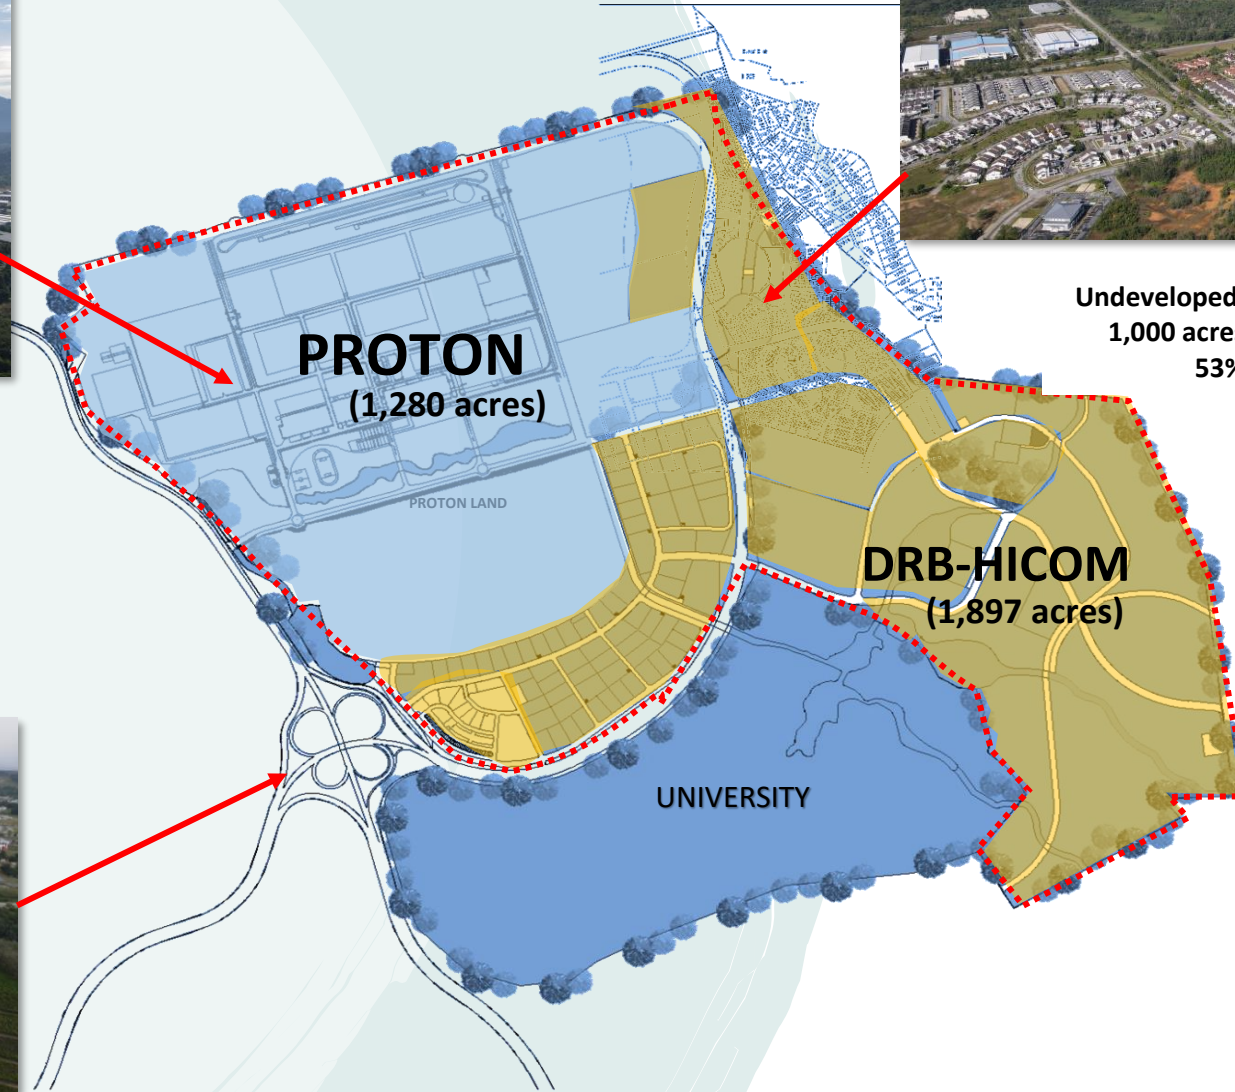 Undeveloped
1,000 acre
53%
PROTON
(1,280 acres)
PROTON LAND
DRB-HICOM
(1,897 acres)
UNIVERSITY